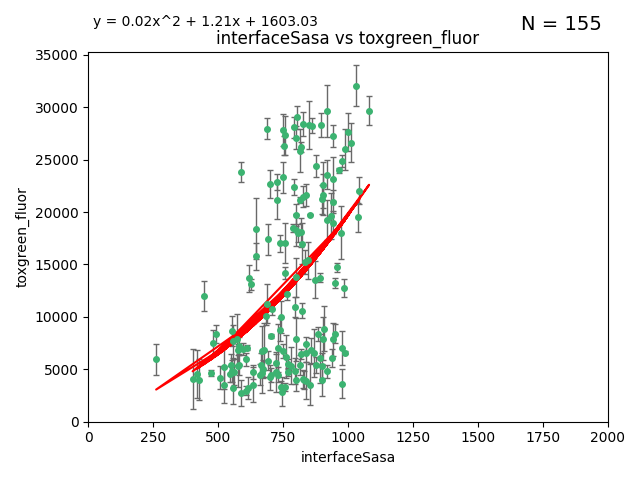 y = 0.02x^2 + 1.21x + 1603.03
N = 155
interfaceSasa vs toxgreen_fluor
35000
30000
25000
20000
15000
10000
5000
0
toxgreen_fluor
0 250 500 750 1000 1250 1500 1750 2000
interfaceSasa